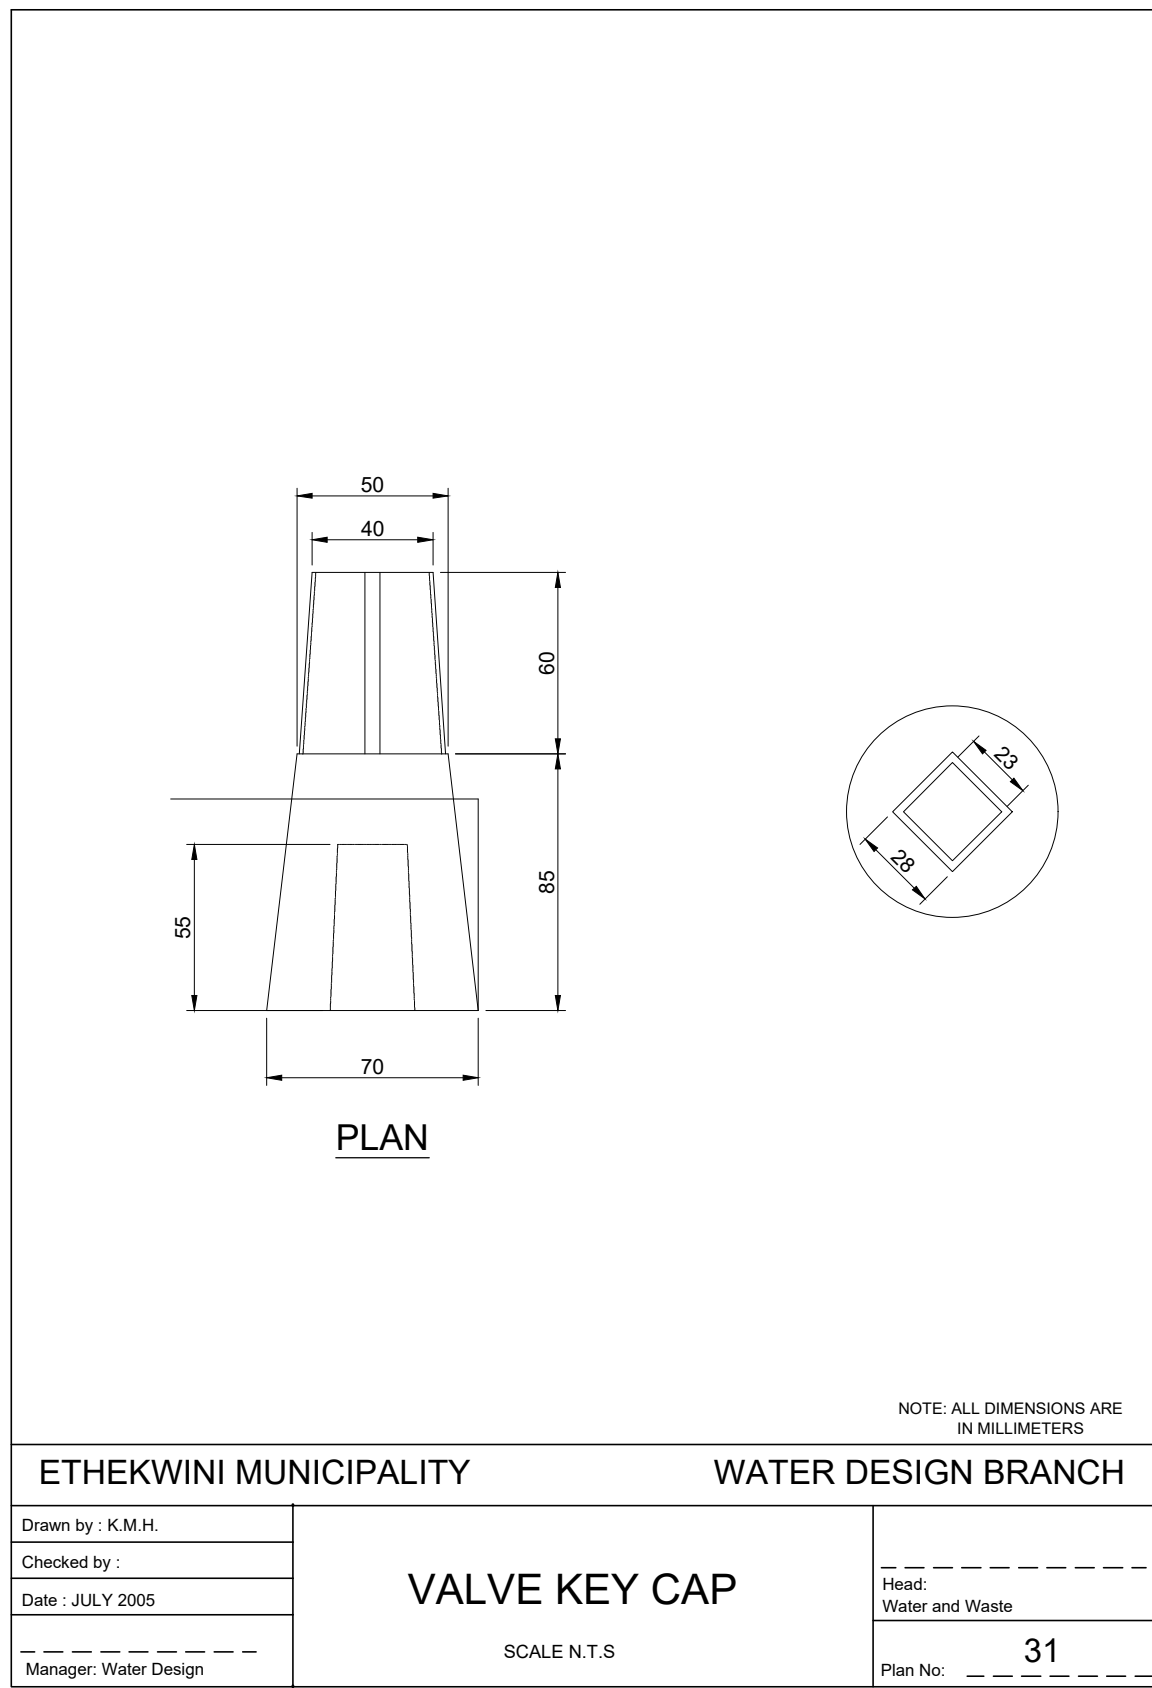 50
40
60
23
28
85
55
70
PLAN
NOTE: ALL DIMENSIONS ARE
IN MILLIMETERS
ETHEKWINI MUNICIPALITY
WATER DESIGN BRANCH
Drawn by : K.M.H.
Checked by :
Date : JULY 2005
Manager: Water Design
VALVE KEY CAP
SCALE N.T.S
Head:
Water and Waste
Plan No: 31